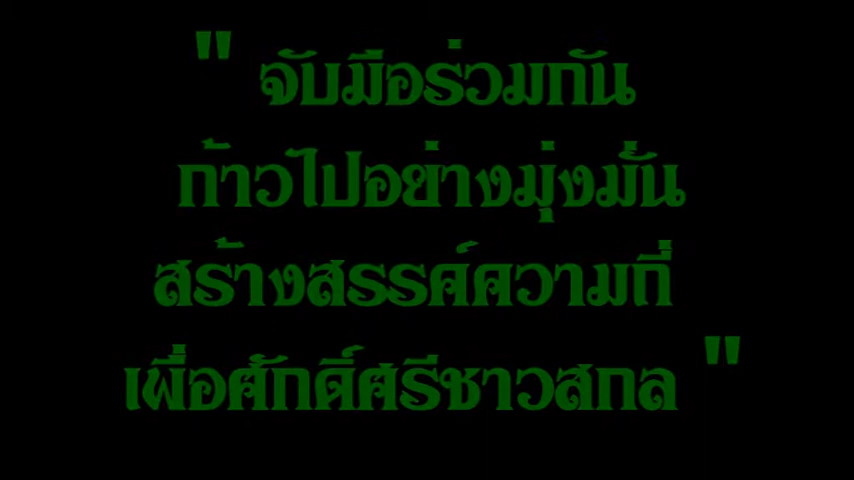 " จับมือร่วมกัน
ก้าวไปอย่างมุ่งมั่น
สร้างสรรค์ความถี่
เพื่อศักดิ์ศรีชาวสกล "